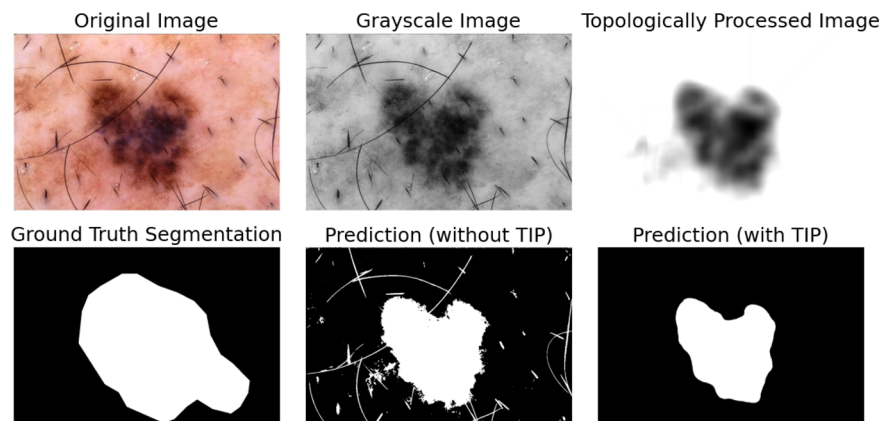 Original Image
Grayscale Image
Topologically Processed Image
Ground Truth Segmentation
Prediction (without TIP)
Prediction (with TIP)